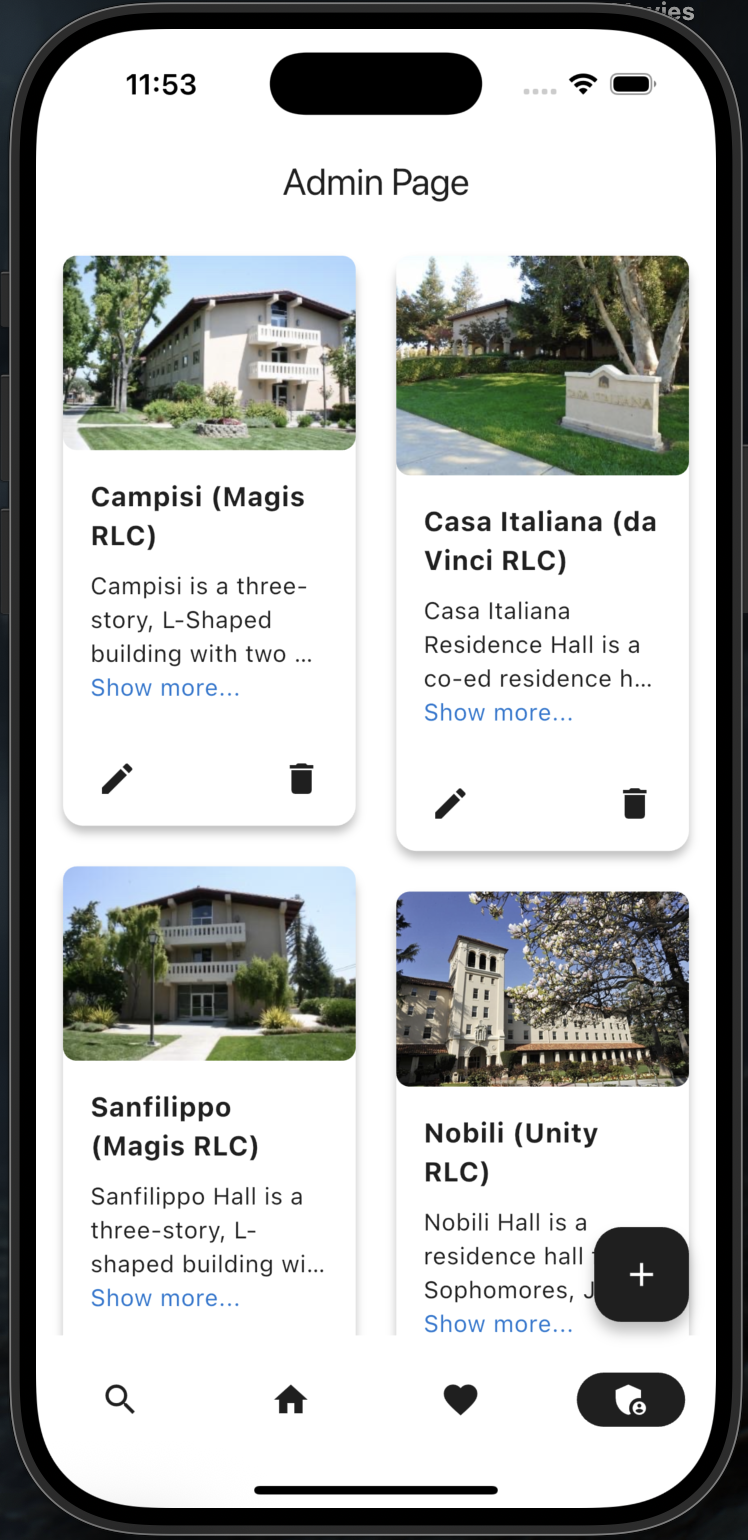 11:53
Admin Page
Campisi (Magis
RLC)
Campisi is a three-
story, L-Shaped
building with two ...
Show more...
CASA ITALIANA
Casa Italiana (da
Vinci RLC)
Casa Italiana
Residence Hall is a
co-ed residence h...
Show more...
Sanfilippo
(Magis RLC)
Sanfilippo Hall is a
three-story, L-
shaped building wi...
Show more...
Nobili (Unity
RLC)
Nobili Hall is a
residence hall
Sophomores,
Show more...